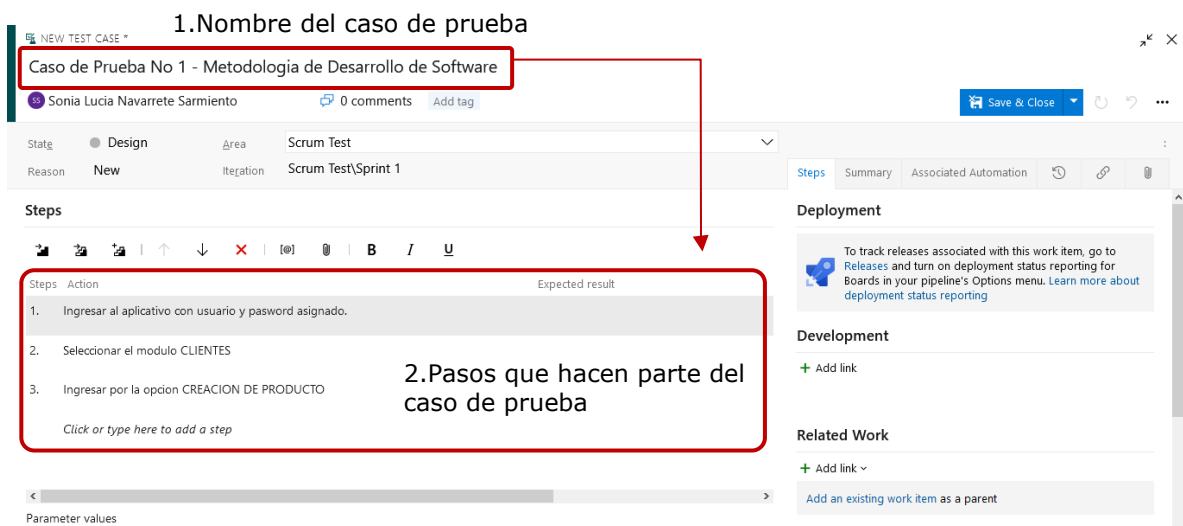 1.Nombre del caso de prueba
NEW TEST CASE *
Caso de Prueba No 1 - Metodologia de Desarrollo de Software
SS Sonia Lucia Navarrete Sarmiento 0 comments Add tag Save & Close
State Design Area Scrum Test
Reason New Iteration Scrum Test\Sprint 1
Steps Summary Associated Automation
Steps
B I U
Steps Action Expected result
1. Ingresar al aplicativo con usuario y pasword asignado.
2. Seleccionar el modulo CLIENTES
3. Ingresar por la opcion CREACION DE PRODUCTO
Click or type here to add a step
2.Pasos que hacen parte del
caso de prueba
Parameter values
Deployment
To track releases associated with this work item, go to
Releases and turn on deployment status reporting for
Boards in your pipeline's Options menu. Learn more about
deployment status reporting
Development
+ Add link
Related Work
+ Add link
Add an existing work item as a parent